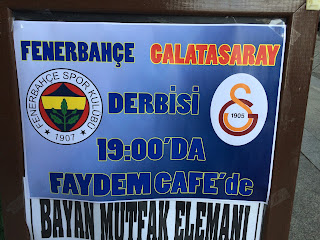 FENERBAHÇE GALATASARAY
FENERBAHÇE SPOR KULÜBÜ
1907
DERBİSİ
1905
19:00'DA
FAYDEM CAFE'de
BAYAN MUTFAK ELEMANI